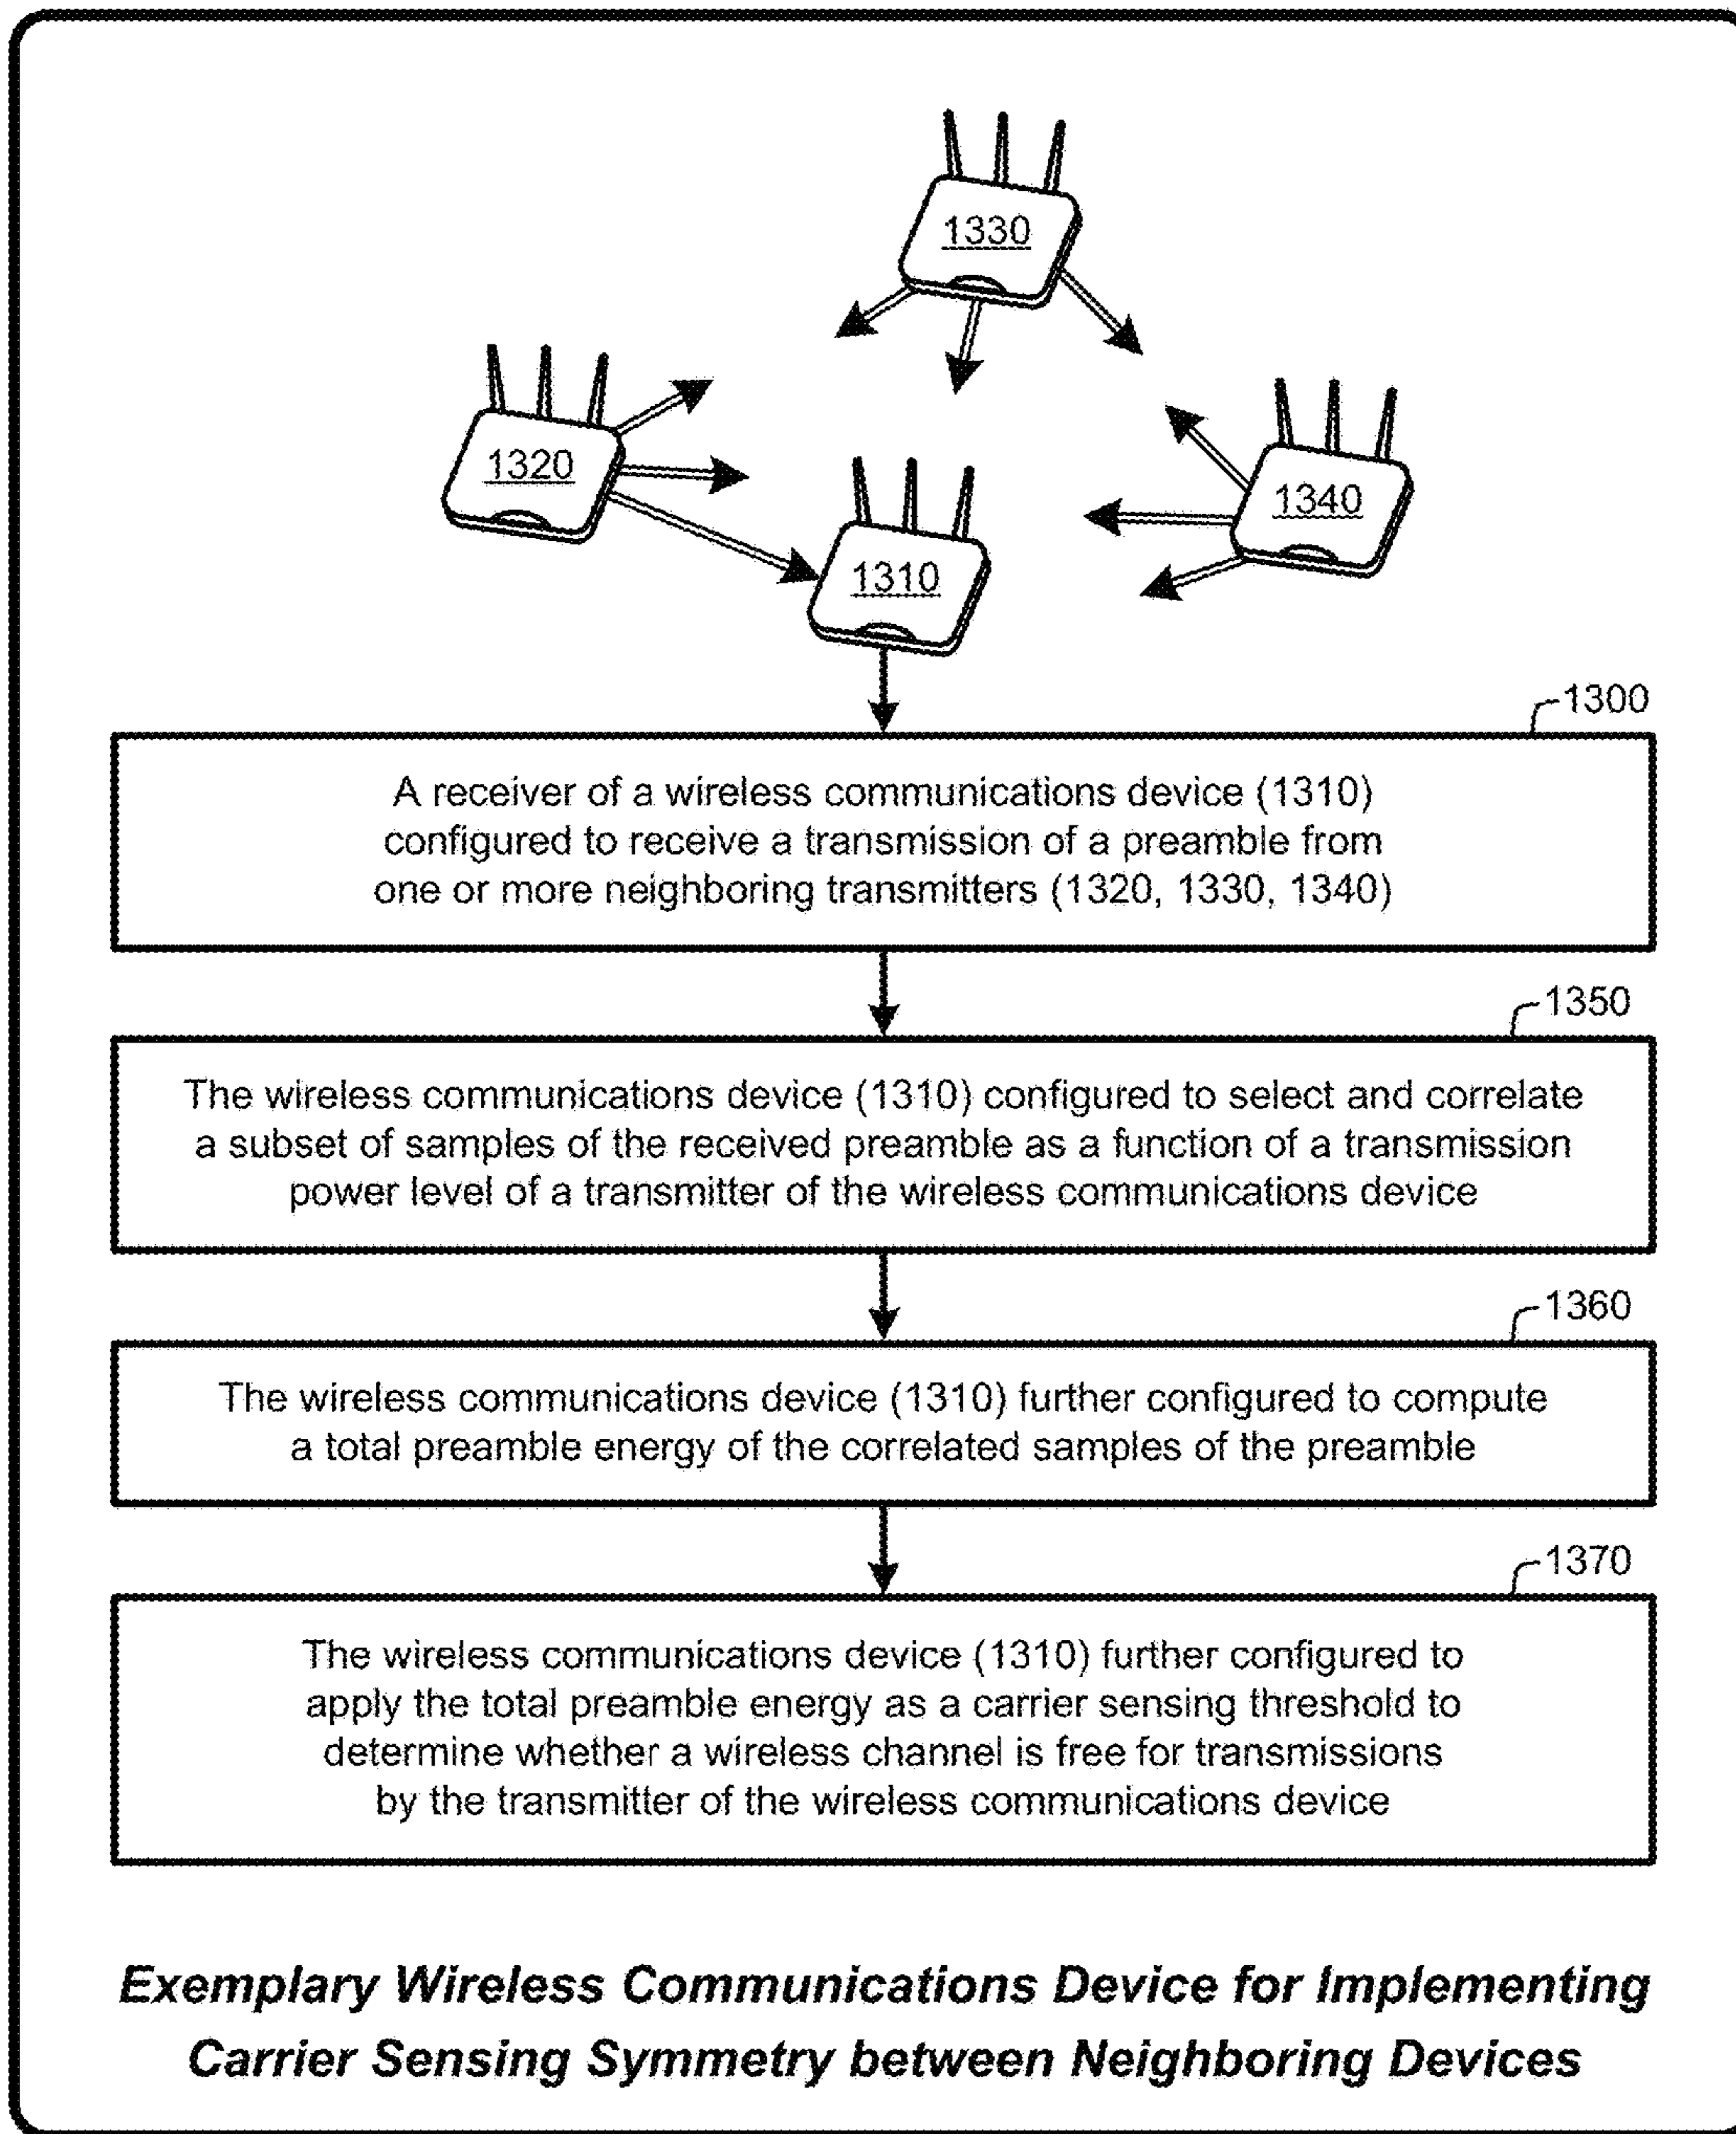 1330
1320
1340
1310
1300
A receiver of a wireless communications device (1310)
configured to receive a transmission of a preamble from
one or more neighboring transmitters (1320, 1330, 1340)
1350
The wireless communications device (1310) configured to select and correlate
a subset of samples of the received preamble as a function of a transmission
power level of a transmitter of the wireless communications device
1360
The wireless communications device (1310) further configured to compute
a total preamble energy of the correlated samples of the preamble
1370
The wireless communications device (1310) further configured to
apply the total preamble energy as a carrier sensing threshold to
determine whether a wireless channel is free for transmissions
by the transmitter of the wireless communications device
Exemplary Wireless Communications Device for Implementing
Carrier Sensing Symmetry between Neighboring Devices